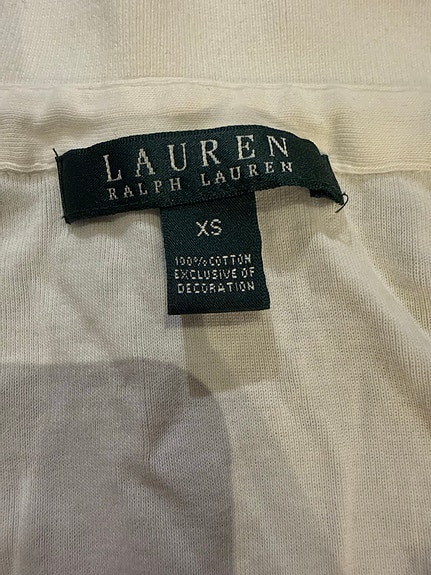 LAUREN
RALPH LAUREN
XS
100% COTTON
EXCLUSIVE OF
DECORATION